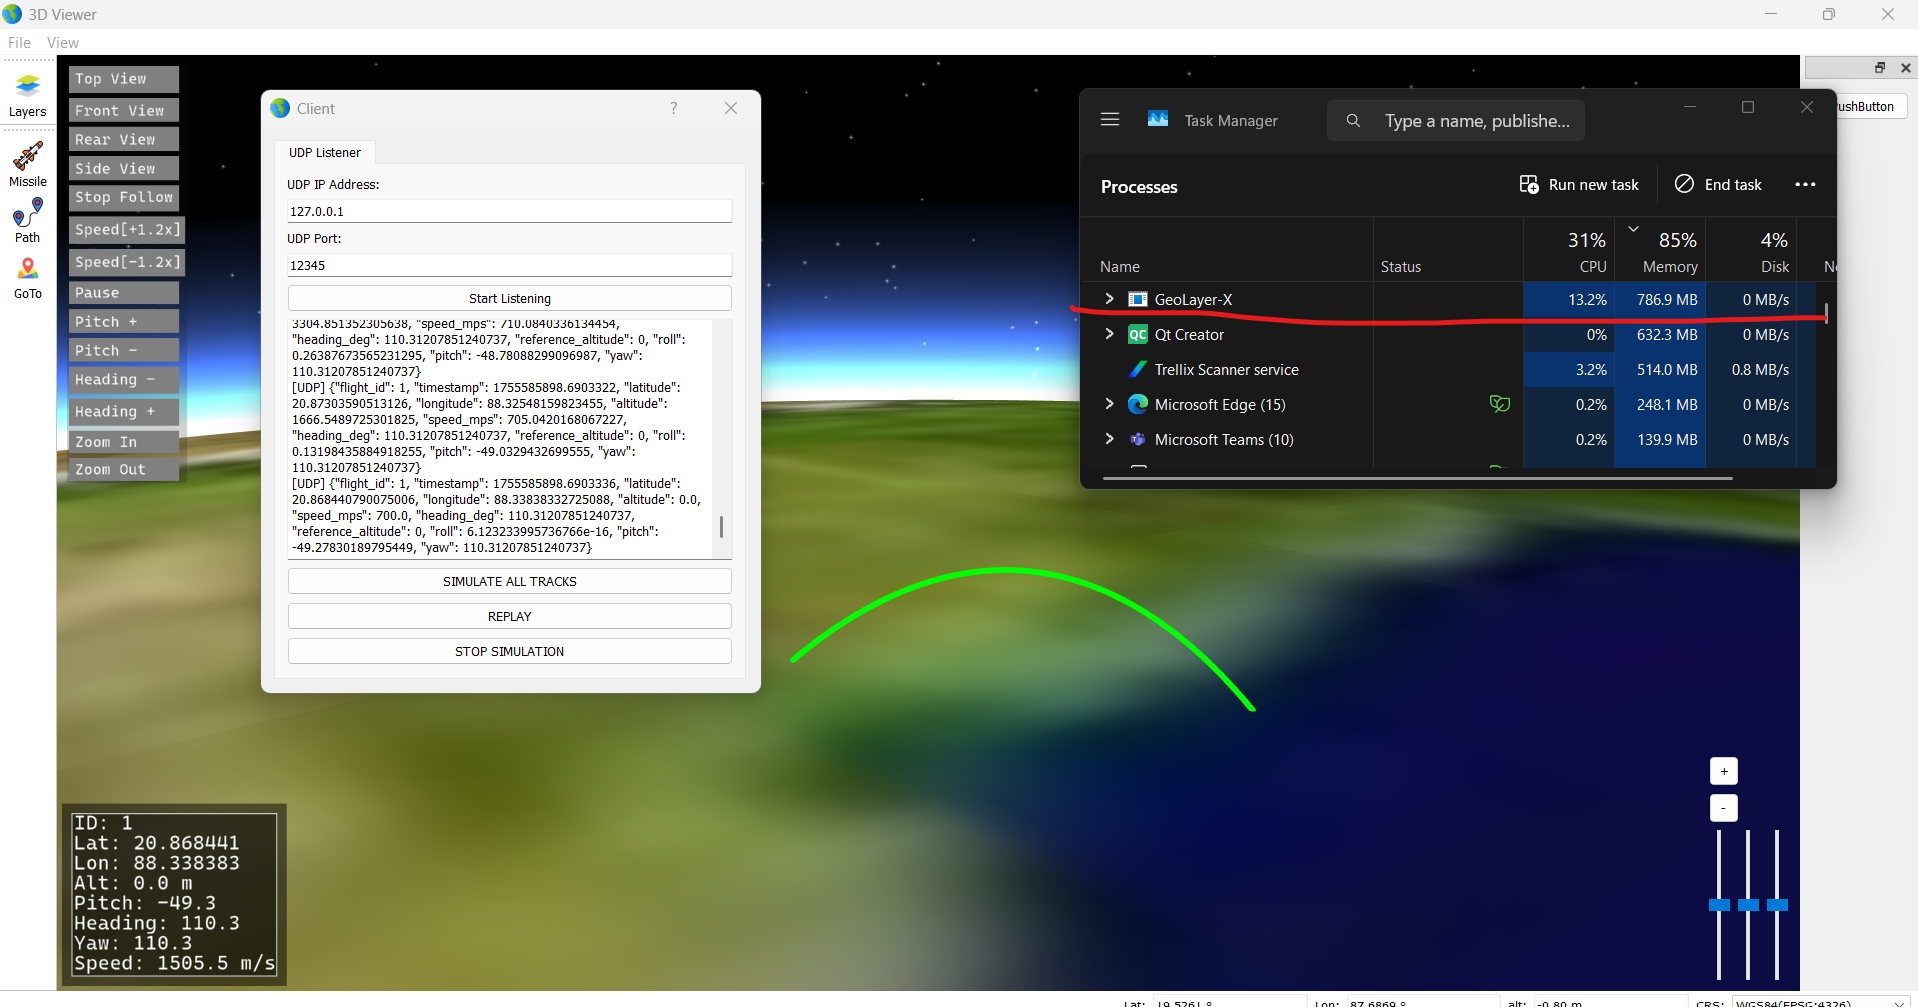 3D Viewer
File View
Layers
Missile
Path
GoTo
Top View
Front View
Rear View
Side View
Stop Follow
Speed[+1.2x]
Speed[-1.2x]
Pause
Pitch +
Pitch -
Heading -
Heading +
Zoom In
Zoom Out
Client
?
UDP Listener
UDP IP Address:
127.0.0.1
UDP Port:
12345
Start Listening
3304.851352305638, "speed_mps": 710.0840336134454,
"heading_deg": 110.31207851240737, "reference_altitude": 0, "roll":
0.26387673565231295, "pitch": -48.78088299096987, "yaw":
110.31207851240737}
[UDP] {"flight_id": 1, "timestamp": 1755585898.6903322, "latitude":
20.87303590513126, "longitude": 88.32548159823455, "altitude":
1666.5489725301825, "speed_mps": 705.0420168067227,
"heading_deg": 110.31207851240737, "reference_altitude": 0, "roll":
0.13198435884918255, "pitch": -49.0329432699555, "yaw":
110.31207851240737}
[UDP] {"flight_id": 1, "timestamp": 1755585898.6903336, "latitude":
20.868440790075006, "longitude": 88.33838332725088, "altitude": 0.0,
"speed_mps": 700.0, "heading_deg": 110.31207851240737,
"reference_altitude": 0, "roll": 6.123233995736766e-16, "pitch":
-49.27830189795449, "yaw": 110.31207851240737}
SIMULATE ALL TRACKS
REPLAY
STOP SIMULATION
Task Manager
Type a name, publishe...
Processes
Run new task
End task
31% 85% 4%
Name Status CPU Memory Disk
GeoLayer-X 13.2% 786.9 MB 0 MB/s
QC Qt Creator 0% 632.3 MB 0 MB/s
Trellix Scanner service 3.2% 514.0 MB 0.8 MB/s
Microsoft Edge (15) 0.2% 248.1 MB 0 MB/s
Microsoft Teams (10) 0.2% 139.9 MB 0 MB/s
ushButton
ID: 1
Lat: 20.868441
Lon: 88.338383
Alt: 0.0 m
Pitch: -49.3
Heading: 110.3
Yaw: 110.3
Speed: 1505.5 m/s
+
-
Lat: 19.5261 ° Lon: 87.6869 ° alt: -0.80 m CRS: WGS84(EPSG:4326)